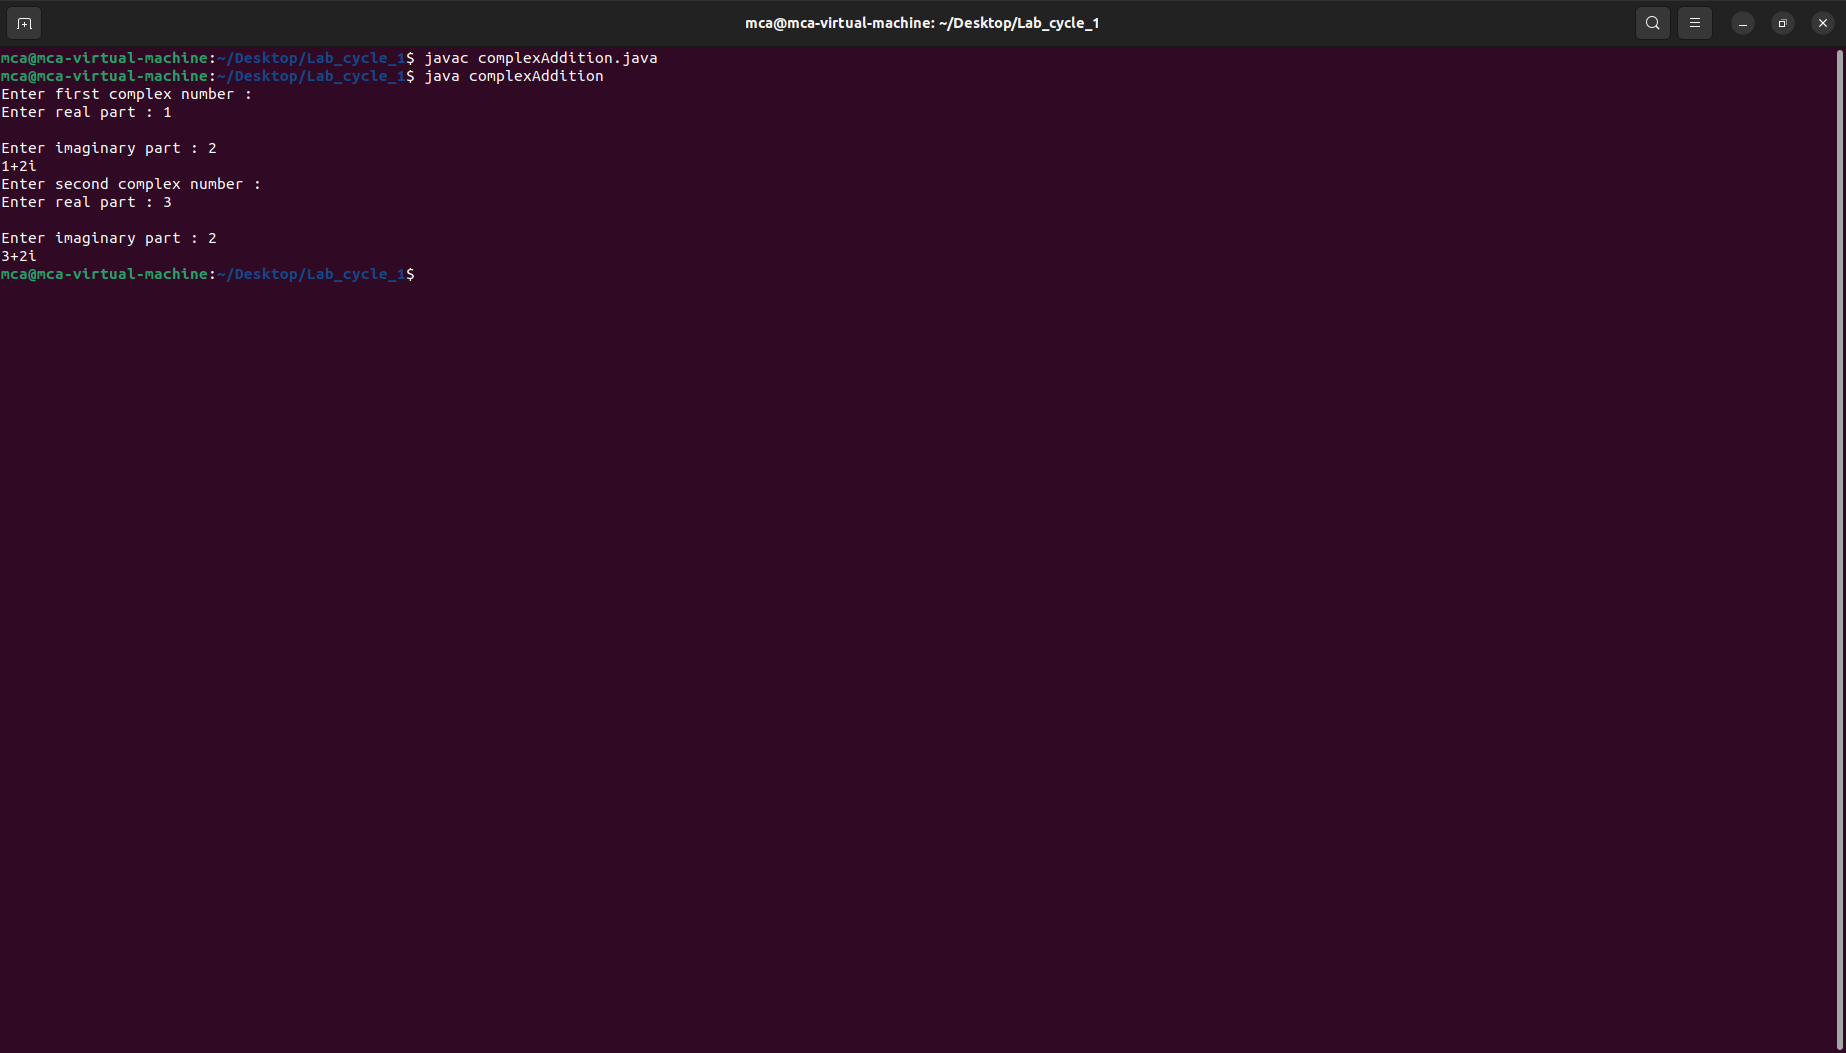 mca@mca-virtual-machine: ~/Desktop/Lab_cycle_1
mca@mca-virtual-machine:~/Desktop/Lab_cycle_1$ javac complexAddition.java
mca@mca-virtual-machine:~/Desktop/Lab_cycle_1$ java complexAddition
Enter first complex number :
Enter real part : 1
Enter imaginary part : 2
1+2i
Enter second complex number :
Enter real part : 3
Enter imaginary part : 2
3+2i
mca@mca-virtual-machine:~/Desktop/Lab_cycle_1$